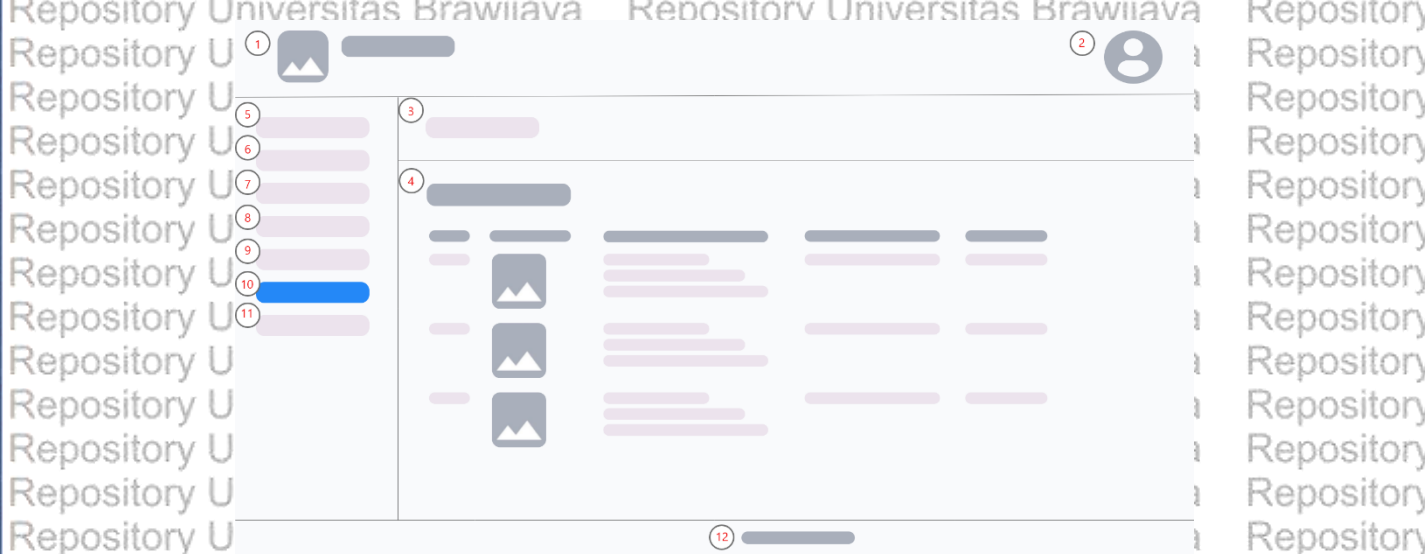 Repository Universitas Brawijaya Repository Universitas Brawijaya Repository
Repository U 1 2 Repository
Repository U Repository
5 3
Repository U Repository
6
Repository U 7 4 Repository
8
Repository U Repository
9
Repository U Repository
10
Repository U 11 Repository
Repository U Repository
Repository U Repository
Repository U Repository
Repository U Repository
Repository U 12 Repository